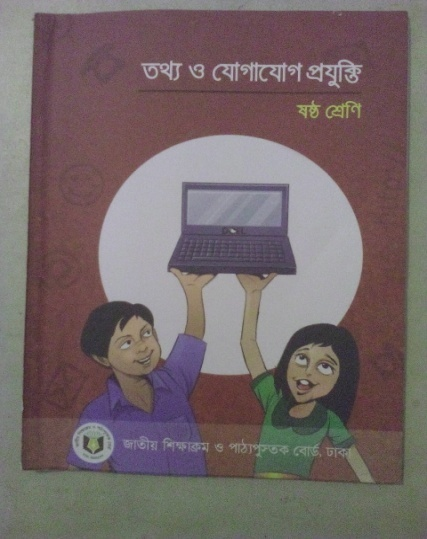 তথ্য ও যোগাযোগ প্রযুক্তি
ষষ্ঠ শ্রেণি
জাতীয় শিক্ষাক্রম ও পাঠ্যপুস্তক বোর্ড, ঢাকা